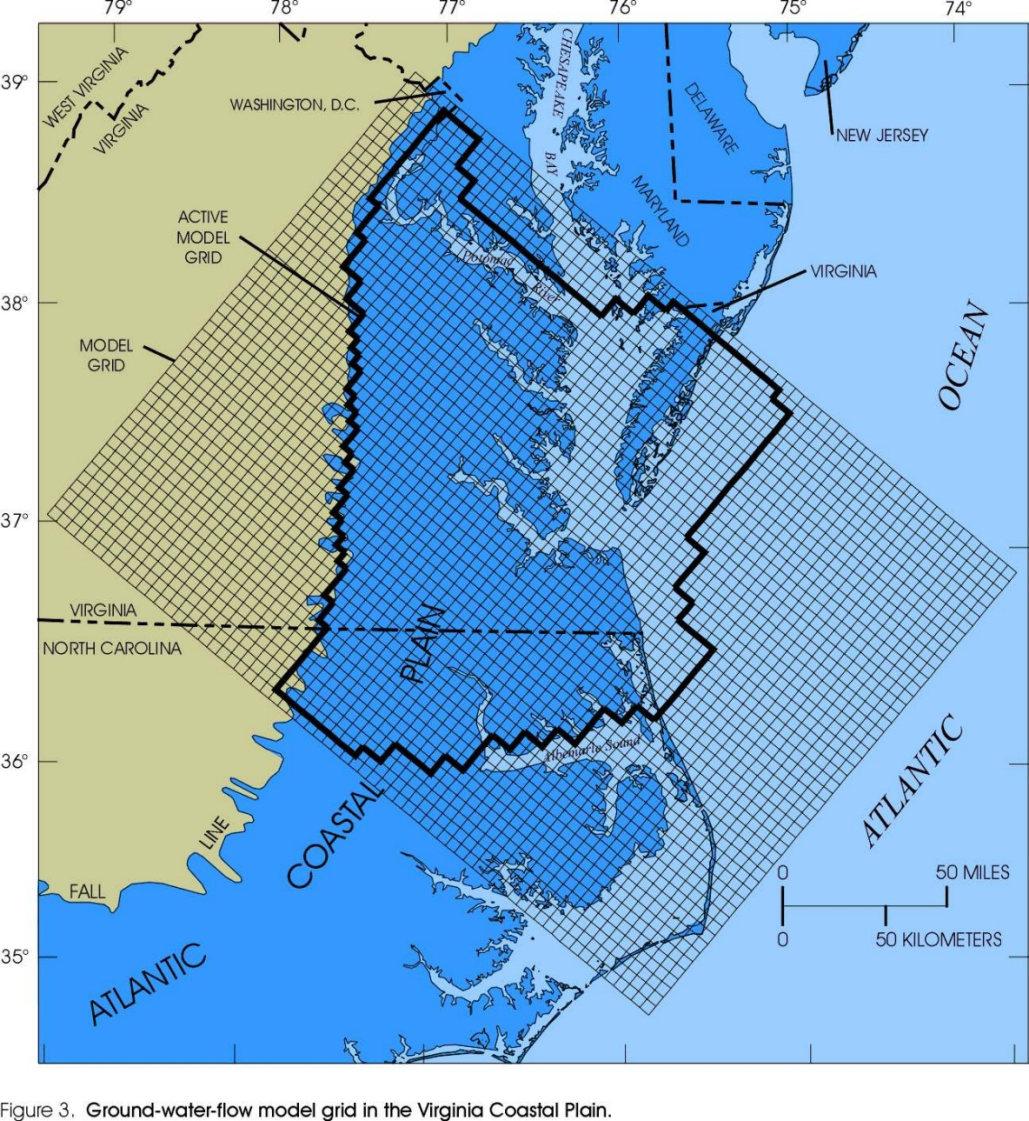 79° 78° 77° 76° 75° 74°
39°
WEST VIRGINIA
VIRGINIA
WASHINGTON, D.C.
CHESAPEAKE
BAY
DELAWARE
NEW JERSEY
MARYLAND
ACTIVE
MODEL
GRID
Potomac
River
VIRGINIA
38°
MODEL
GRID
OCEAN
37°
VIRGINIA
NORTH CAROLINA
PLAIN
36°
Albemarle Sound
COASTAL
ATLANTIC
LINE
FALL
0 50 MILES
0 50 KILOMETERS
35°
ATLANTIC
Figure 3. Ground-water-flow model grid in the Virginia Coastal Plain.